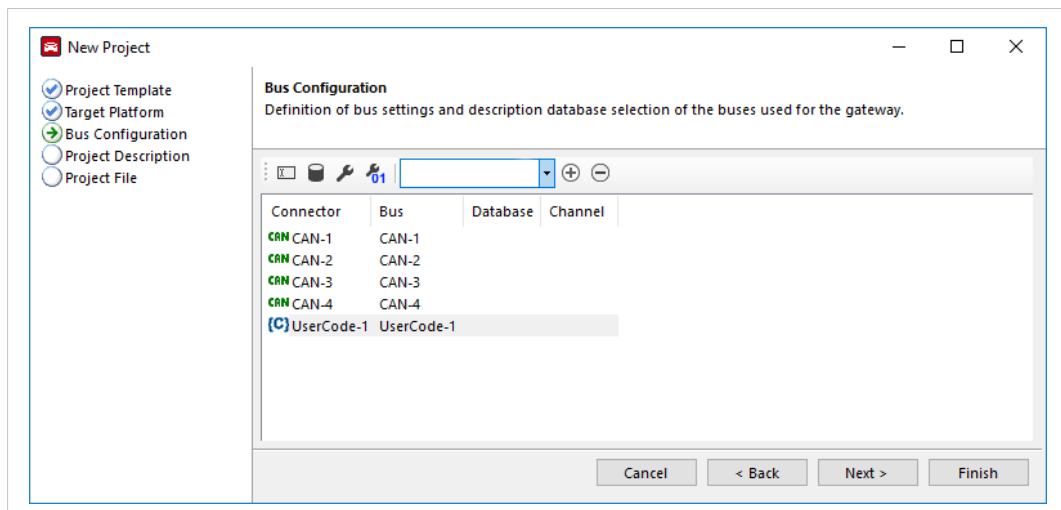 New Project
Project Template
Target Platform
Bus Configuration
Project Description
Project File
Bus Configuration
Definition of bus settings and description database selection of the buses used for the gateway.
01
Connector Bus Database Channel
CAN CAN-1 CAN-1
CAN CAN-2 CAN-2
CAN CAN-3 CAN-3
CAN CAN-4 CAN-4
{C} UserCode-1 UserCode-1
Cancel < Back Next > Finish